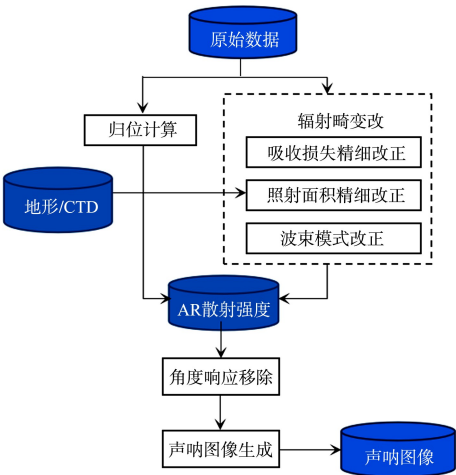 原始数据
归位计算
辐射畸变改
吸收损失精细改正
照射面积精细改正
波束模式改正
地形/CTD
AR散射强度
角度响应移除
声呐图像生成
声呐图像